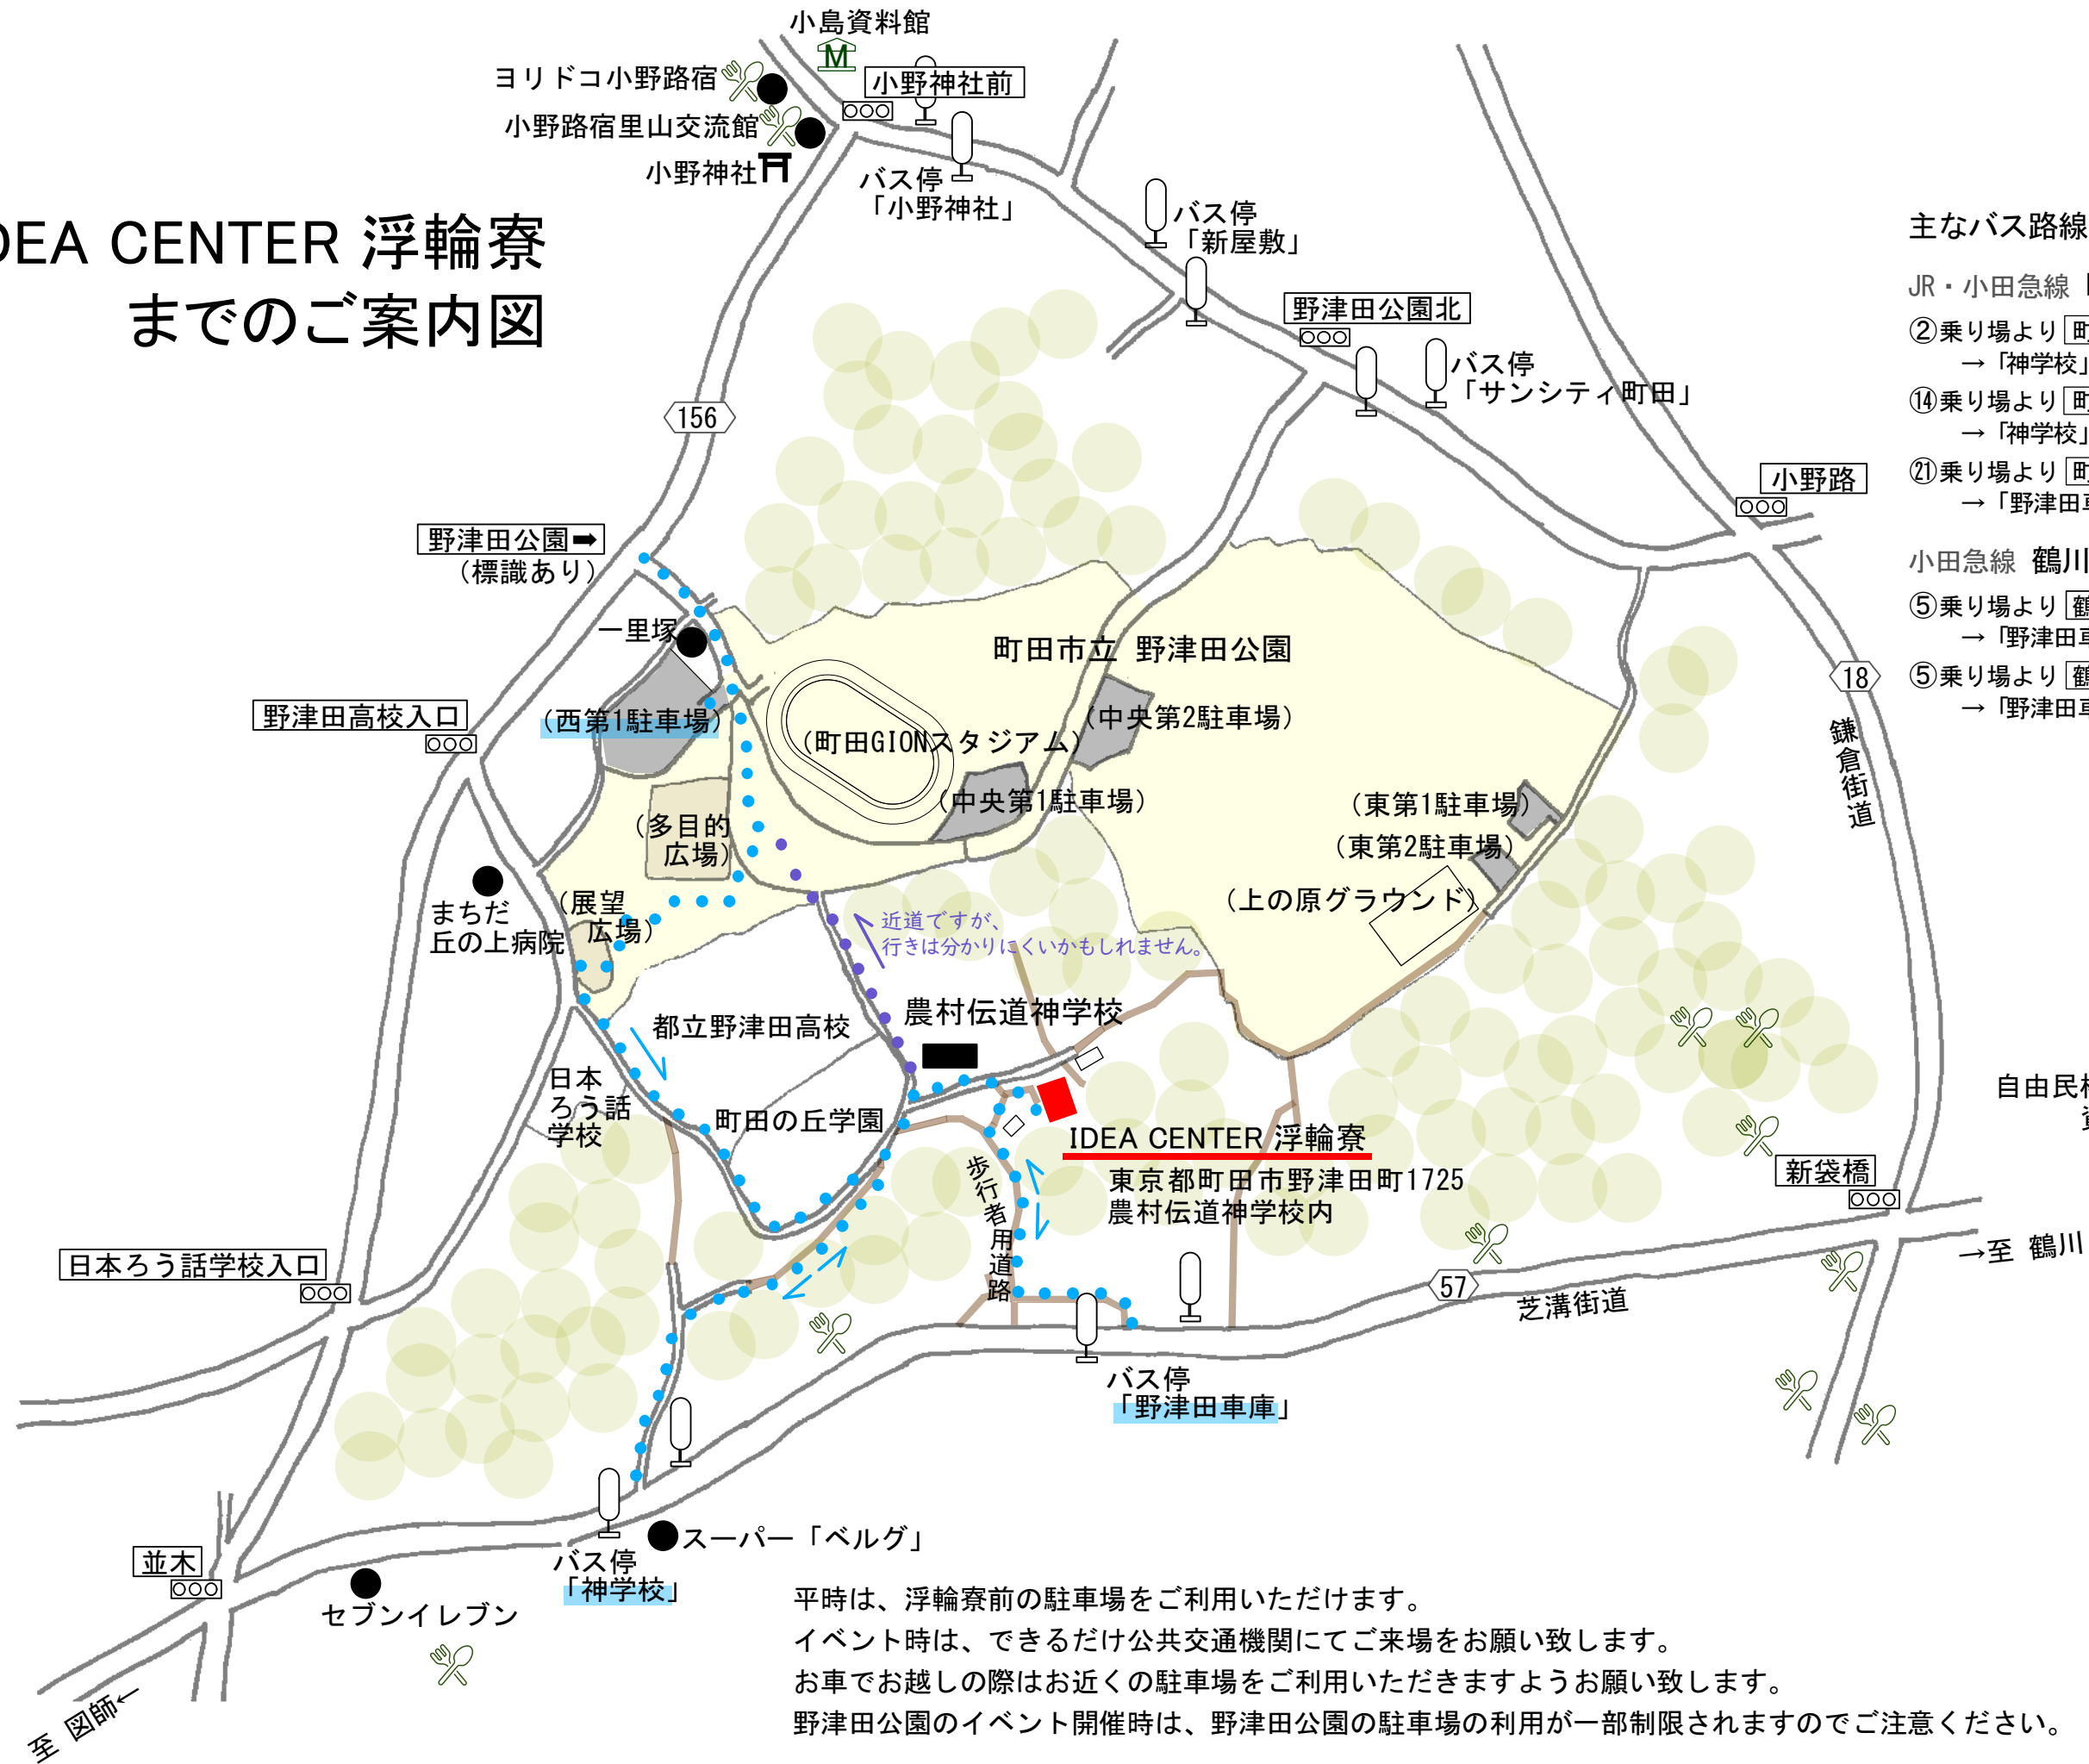 小島資料館
ヨリドコ小野路宿
小野神社前
小野路宿里山交流館
小野神社
バス停
「小野神社」
DEA CENTER 浮輪寮
までのご案内図
バス停
「新屋敷」
野津田公園北
バス停
「サンシティ町田」
156
小野路
主なバス路線
JR・小田急線
②乗り場より 町
→「神学校」
⑭乗り場より 町
→「神学校」
㉑乗り場より 町
→「野津田車
小田急線 鶴川
⑤乗り場より 鶴
→「野津田車
⑤乗り場より 鶴
→「野津田車
野津田公園➡
(標識あり)
一里塚
町田市立 野津田公園
18
鎌倉街道
野津田高校入口
(西第1駐車場)
(中央第2駐車場)
(町田GIONスタジアム)
(中央第1駐車場)
(東第1駐車場)
(多目的
広場)
(東第2駐車場)
(上の原グラウンド)
まちだ
丘の上病院
(展望
広場)
近道ですが、
行きは分かりにくいかもしれません。
農村伝道神学校
都立野津田高校
日本
ろう話
学校
町田の丘学園
自由民権
IDEA CENTER 浮輪寮
東京都町田市野津田町1725
農村伝道神学校内
歩行者用道路
新袋橋
→至 鶴川
57
芝溝街道
日本ろう話学校入口
バス停
「野津田車庫」
並木
セブンイレブン
バス停
「神学校」
スーパー「ベルグ」
至 図師←
平時は、浮輪寮前の駐車場をご利用いただけます。
イベント時は、できるだけ公共交通機関にてご来場をお願い致します。
お車でお越しの際はお近くの駐車場をご利用いただきますようお願い致します。
野津田公園のイベント開催時は、野津田公園の駐車場の利用が一部制限されますのでご注意ください。